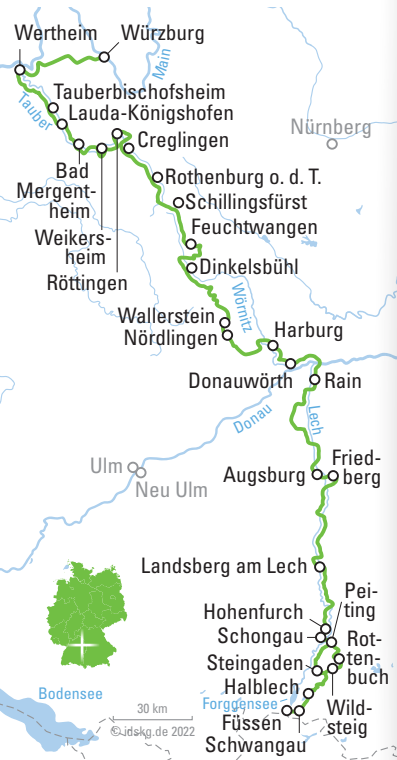 Wertheim
Würzburg
Main
Tauberbischofsheim
Tauber
Lauda-Königshofen
Nürnberg
Creglingen
Bad
Mergent-
heim
Rothenburg o. d. T.
Schillingsfürst
Weikers-
heim
Feuchtwangen
Röttingen
Dinkelsbühl
Wörnitz
Wallerstein
Nördlingen
Harburg
Donauwörth
Rain
Donau
Lech
Ulm
Neu Ulm
Augsburg
Fried-
berg
Landsberg am Lech
Pei-
ting
Hohenfurch
Schongau
Rot-
ten-
buch
Steingaden
Halblech
Bodensee
Forggensee
Wild-
steig
30 km
Füssen
Schwangau
© idskg.de 2022